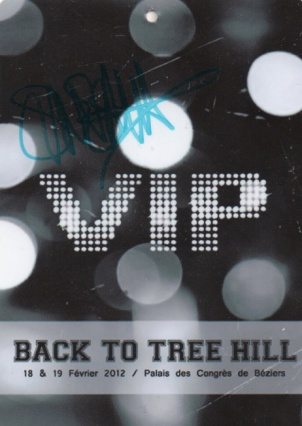 VIP
BACK TO TREE HILL
18 & 19 Février 2012 / Palais des Congrès de Béziers